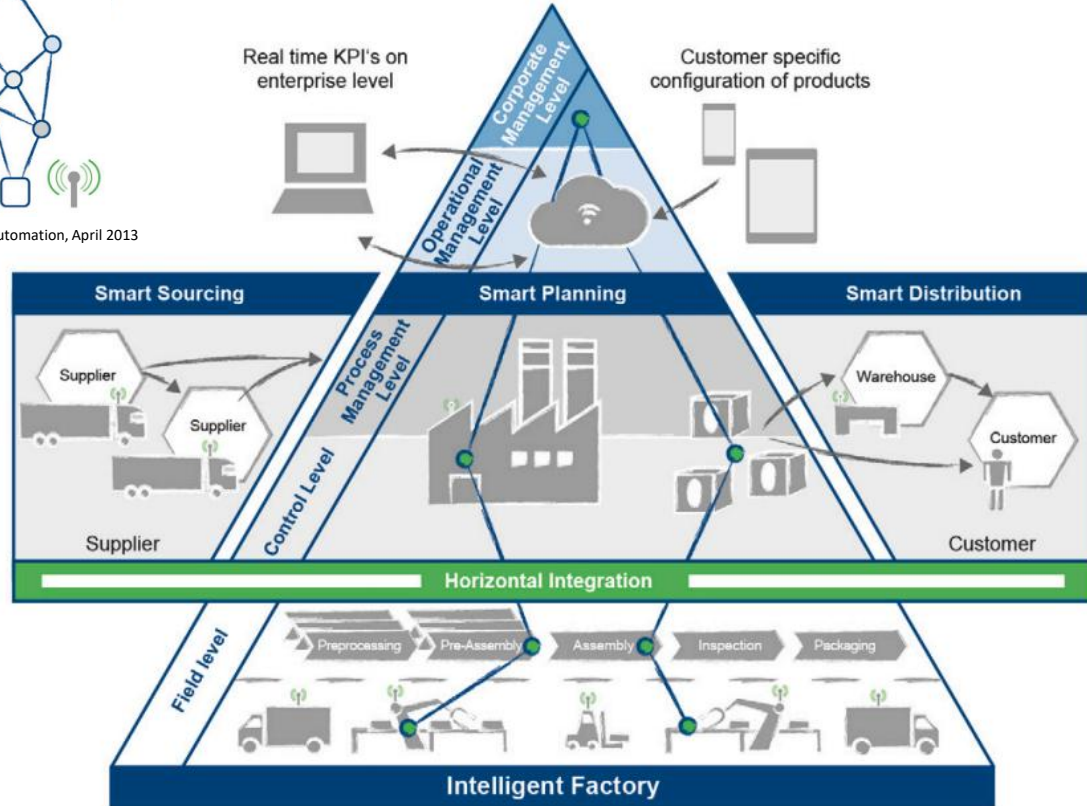 Real time KPI's on
enterprise level
Customer specific
configuration of products
utomation, April 2013
Corporate
Management
Level
Operational
Management
Level
Smart Sourcing
Smart Planning
Smart Distribution
Process
Management
Level
Supplier
Supplier
Warehouse
Customer
Control Level
Supplier
Customer
Horizontal Integration
Field level
Preprocessing
Pre-Assembly
Assembly
Inspection
Packaging
Intelligent Factory